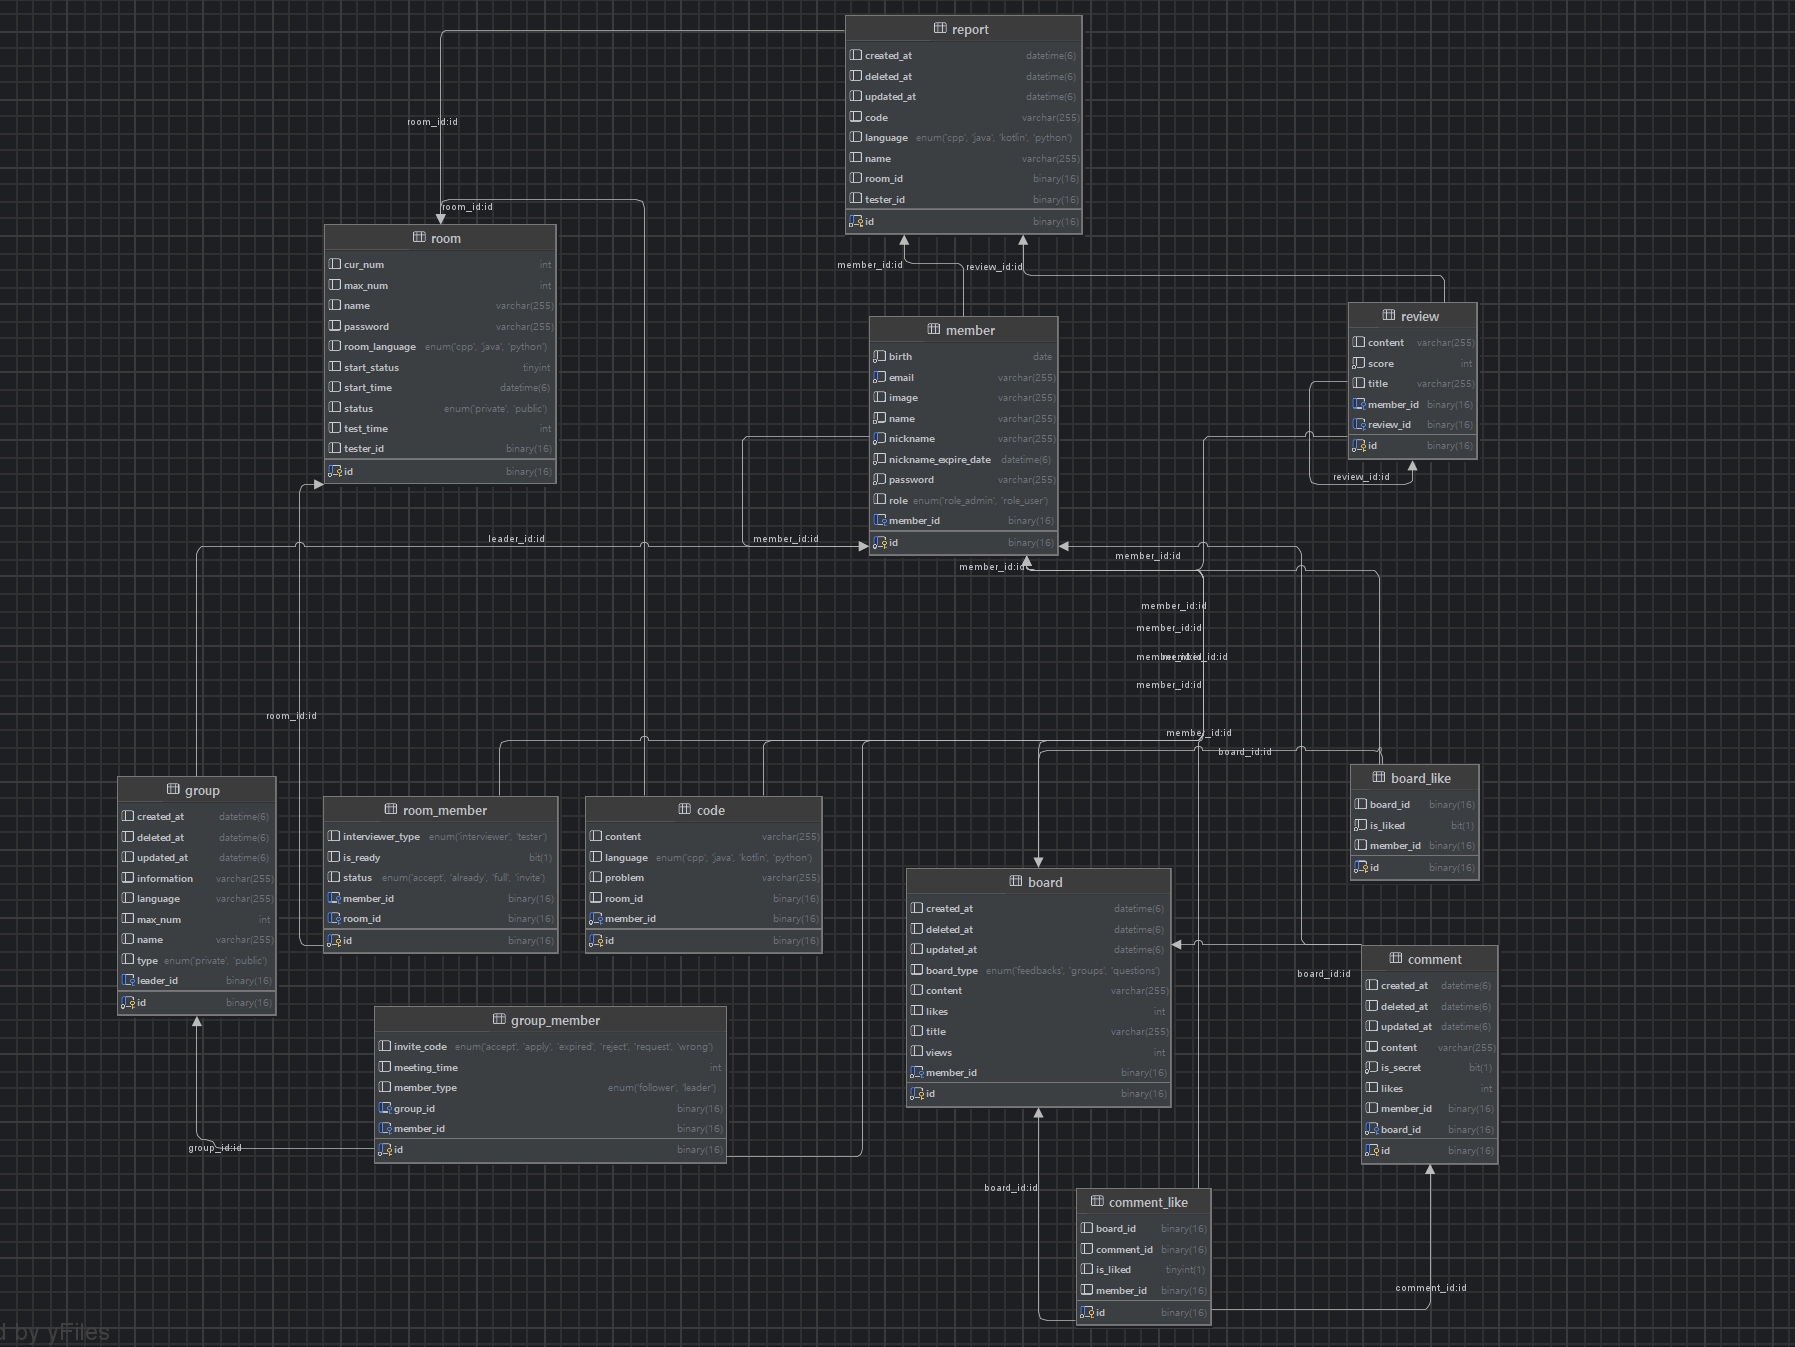 report
created_at datetime(6)
deleted_at datetime(6)
updated_at datetime(6)
code varchar(255)
language enum('cpp', 'java', 'kotlin', 'python')
name varchar(255)
room_id binary(16)
tester_id binary(16)
id binary(16)
room_id:id
room_id:id
room
cur_num int
max_num int
name varchar(255)
password varchar(255)
room_language enum('cpp', 'java', 'python')
start_status tinyint
start_time datetime(6)
status enum('private', 'public')
test_time int
tester_id binary(16)
id binary(16)
member_id:id
review_id:id
member
birth date
email varchar(255)
image varchar(255)
name varchar(255)
nickname varchar(255)
nickname_expire_date datetime(6)
password varchar(255)
role enum('role_admin', 'role_user')
member_id binary(16)
id binary(16)
review
content varchar(255)
score int
title varchar(255)
member_id binary(16)
review_id binary(16)
id binary(16)
review_id:id
leader_id:id
member_id:id
member_id:id
member_id:id
member_id:id
member_id:id
member_id:id
member_id:id
member_id:id
board_id:id
room_id:id
group
created_at datetime(6)
deleted_at datetime(6)
updated_at datetime(6)
information varchar(255)
language varchar(255)
max_num int
name varchar(255)
type enum('private', 'public')
leader_id binary(16)
id binary(16)
room_member
interviewer_type enum('interviewer', 'tester')
is_ready bit(1)
status enum('accept', 'already', 'full', 'invite')
member_id binary(16)
room_id binary(16)
id binary(16)
code
content varchar(255)
language enum('cpp', 'java', 'kotlin', 'python')
problem varchar(255)
room_id binary(16)
member_id binary(16)
id binary(16)
board_like
board_id binary(16)
is_liked bit(1)
member_id binary(16)
id binary(16)
board
created_at datetime(6)
deleted_at datetime(6)
updated_at datetime(6)
board_type enum('feedbacks', 'groups', 'questions')
content varchar(255)
likes int
title varchar(255)
views int
member_id binary(16)
id binary(16)
board_id:id
comment
created_at datetime(6)
deleted_at datetime(6)
updated_at datetime(6)
content varchar(255)
is_secret bit(1)
likes int
member_id binary(16)
board_id binary(16)
id binary(16)
group_member
invite_code enum('accept', 'apply', 'expired', 'reject', 'request', 'wrong')
meeting_time int
member_type enum('follower', 'leader')
group_id binary(16)
member_id binary(16)
id binary(16)
group_id:id
board_id:id
comment_like
board_id binary(16)
comment_id binary(16)
is_liked tinyint(1)
member_id binary(16)
id binary(16)
comment_id:id
d by yFiles